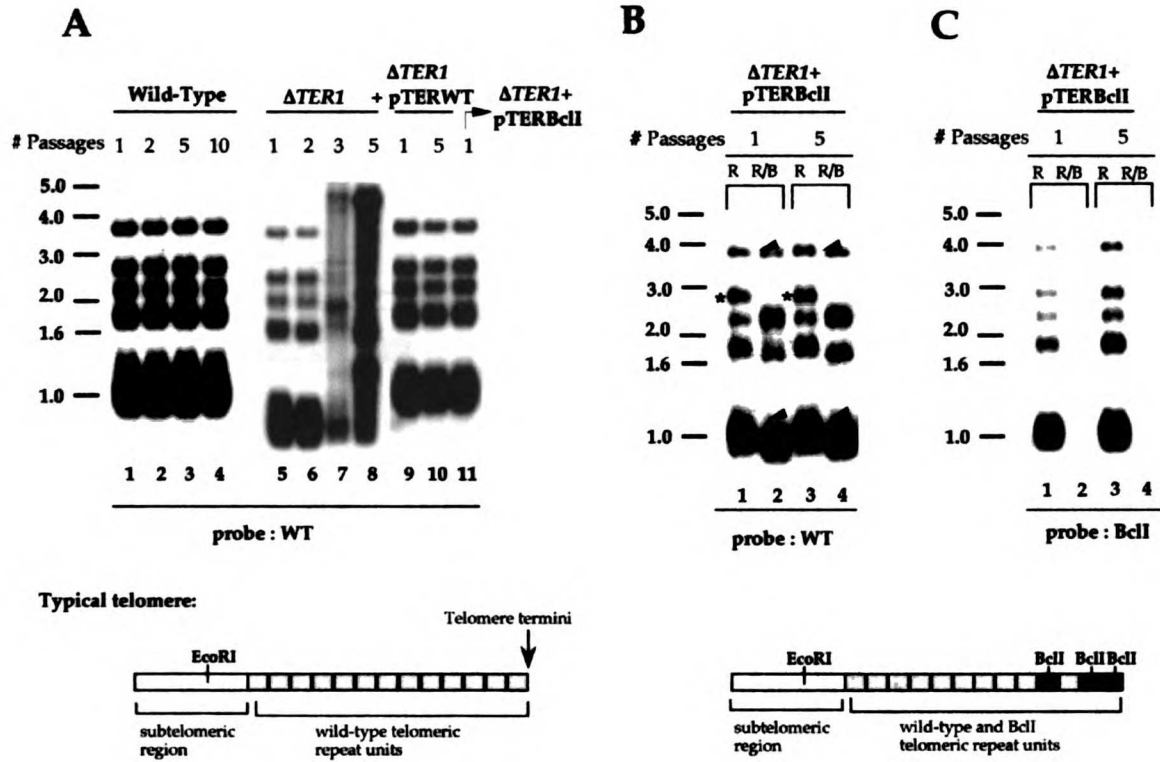 A
Wild-Type
ΔTER1
ΔTER1
+ pTERWT
ΔTER1+
pTERBclI
# Passages 1 2 5 10 1 2 3 5 1 5 1
5.0
4.0
3.0
2.0
1.6
1.0
1 2 3 4 5 6 7 8 9 10 11
probe : WT
B
ΔTER1+
pTERBclI
# Passages 1 5
R R/B R R/B
5.0
4.0
3.0
2.0
1.6
1.0
*
*
1 2 3 4
probe : WT
C
ΔTER1+
pTERBclI
# Passages 1 5
R R/B R R/B
5.0
4.0
3.0
2.0
1.6
1.0
1 2 3 4
probe : BclI
Typical telomere:
Telomere termini
EcoRI
subtelomeric
region
wild-type telomeric
repeat units
EcoRI
BclI BclI BclI
subtelomeric
region
wild-type and BclI
telomeric repeat units